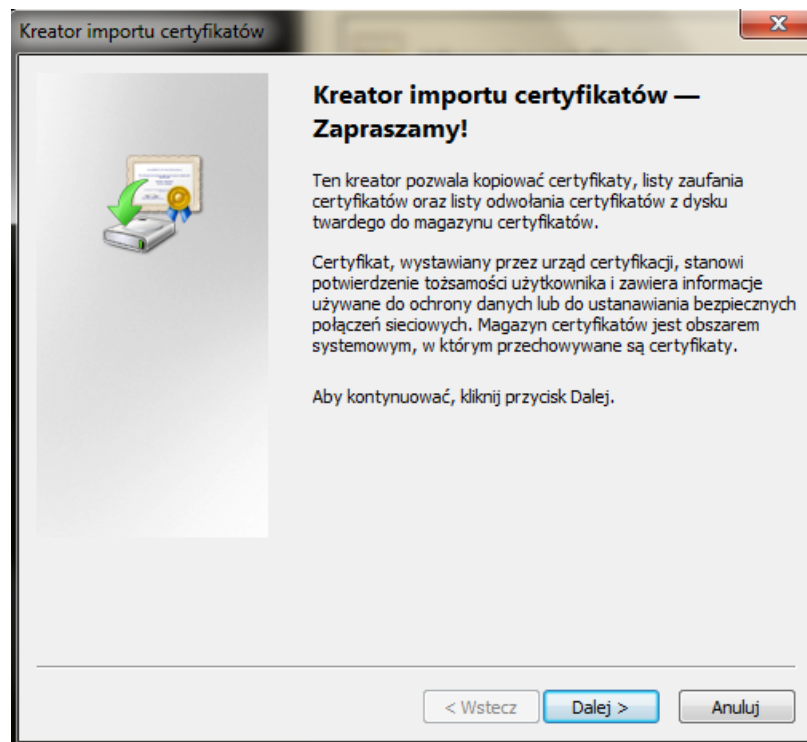 Kreator importu certyfikatów
Kreator importu certyfikatów —
Zapraszamy!
Ten kreator pozwala kopiować certyfikaty, listy zaufania
certyfikatów oraz listy odwołania certyfikatów z dysku
twardego do magazynu certyfikatów.
Certyfikat, wystawiany przez urząd certyfikacji, stanowi
potwierdzenie tożsamości użytkownika i zawiera informacje
używane do ochrony danych lub do ustanawiania bezpiecznych
połączeń sieciowych. Magazyn certyfikatów jest obszarem
systemowym, w którym przechowywane są certyfikaty.
Aby kontynuować, kliknij przycisk Dalej.
< Wstecz Dalej > Anuluj